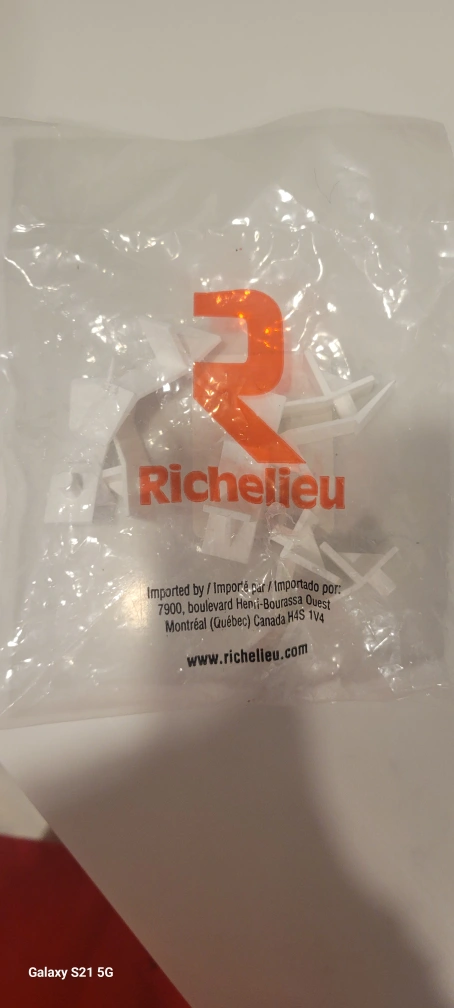 Richelieu
Imported by / Importé par / Importado por:
7900, boulevard Henri-Bourassa Ouest
Montréal (Québec) Canada H4S 1V4
www.richelieu.com
Galaxy S21 5G